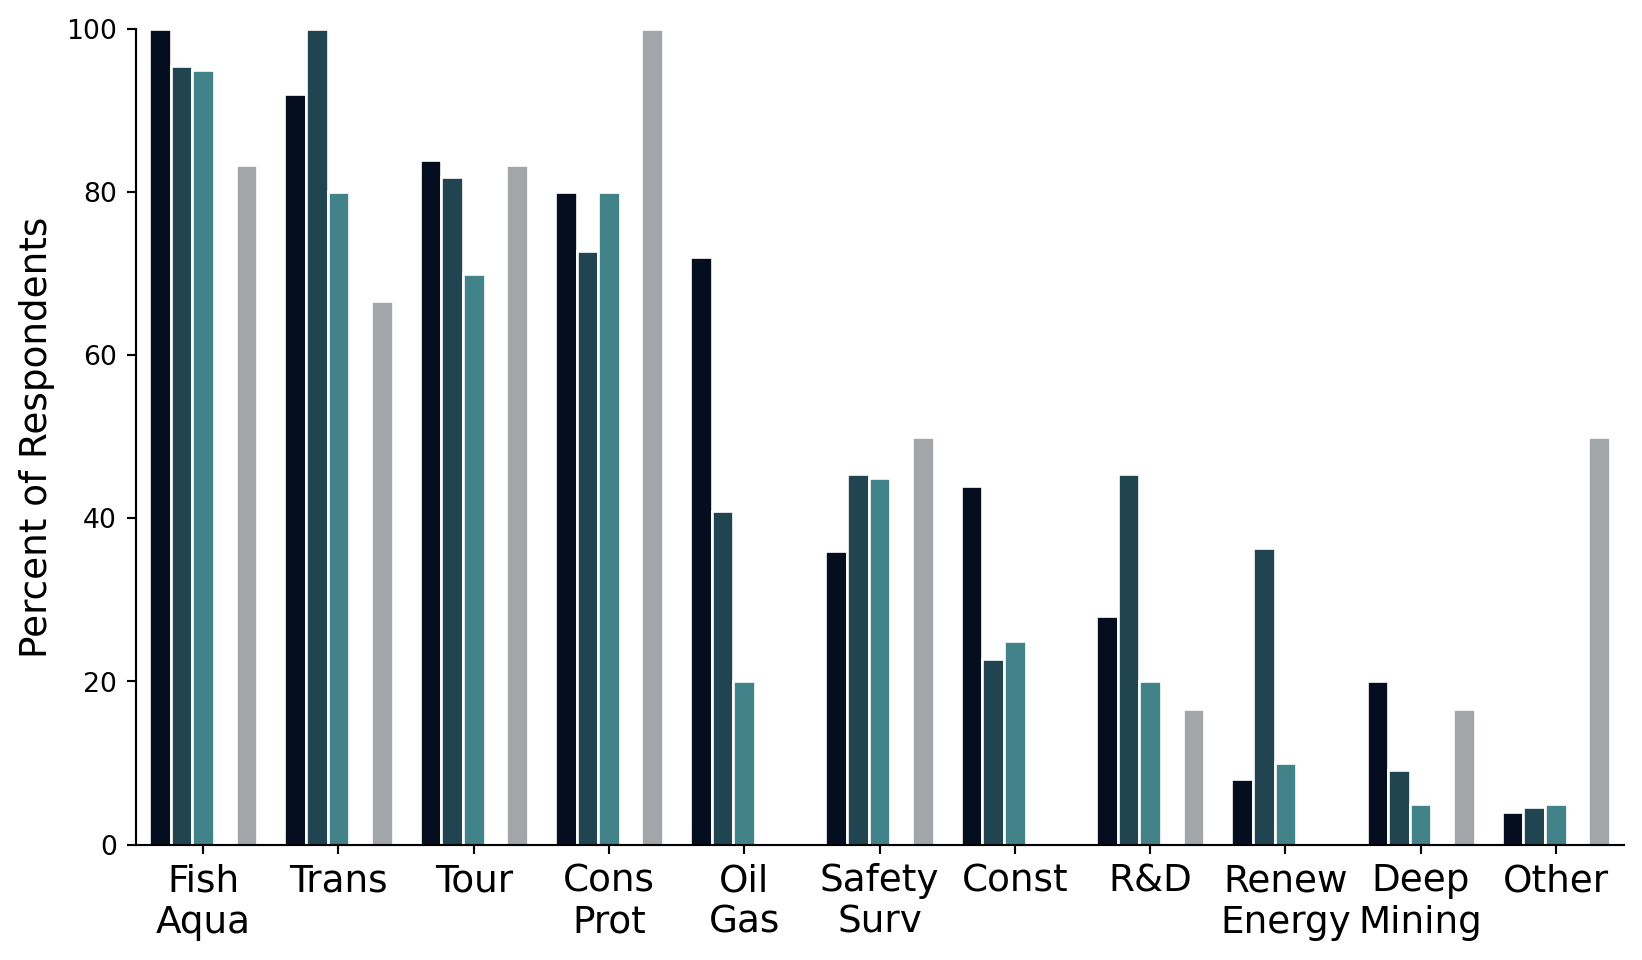 Percent of Respondents
100
80
60
40
20
0
Fish Aqua
Trans
Tour
Cons Prot
Oil Gas
Safety Surv
Const
R&D
Renew Energy
Deep Mining
Other